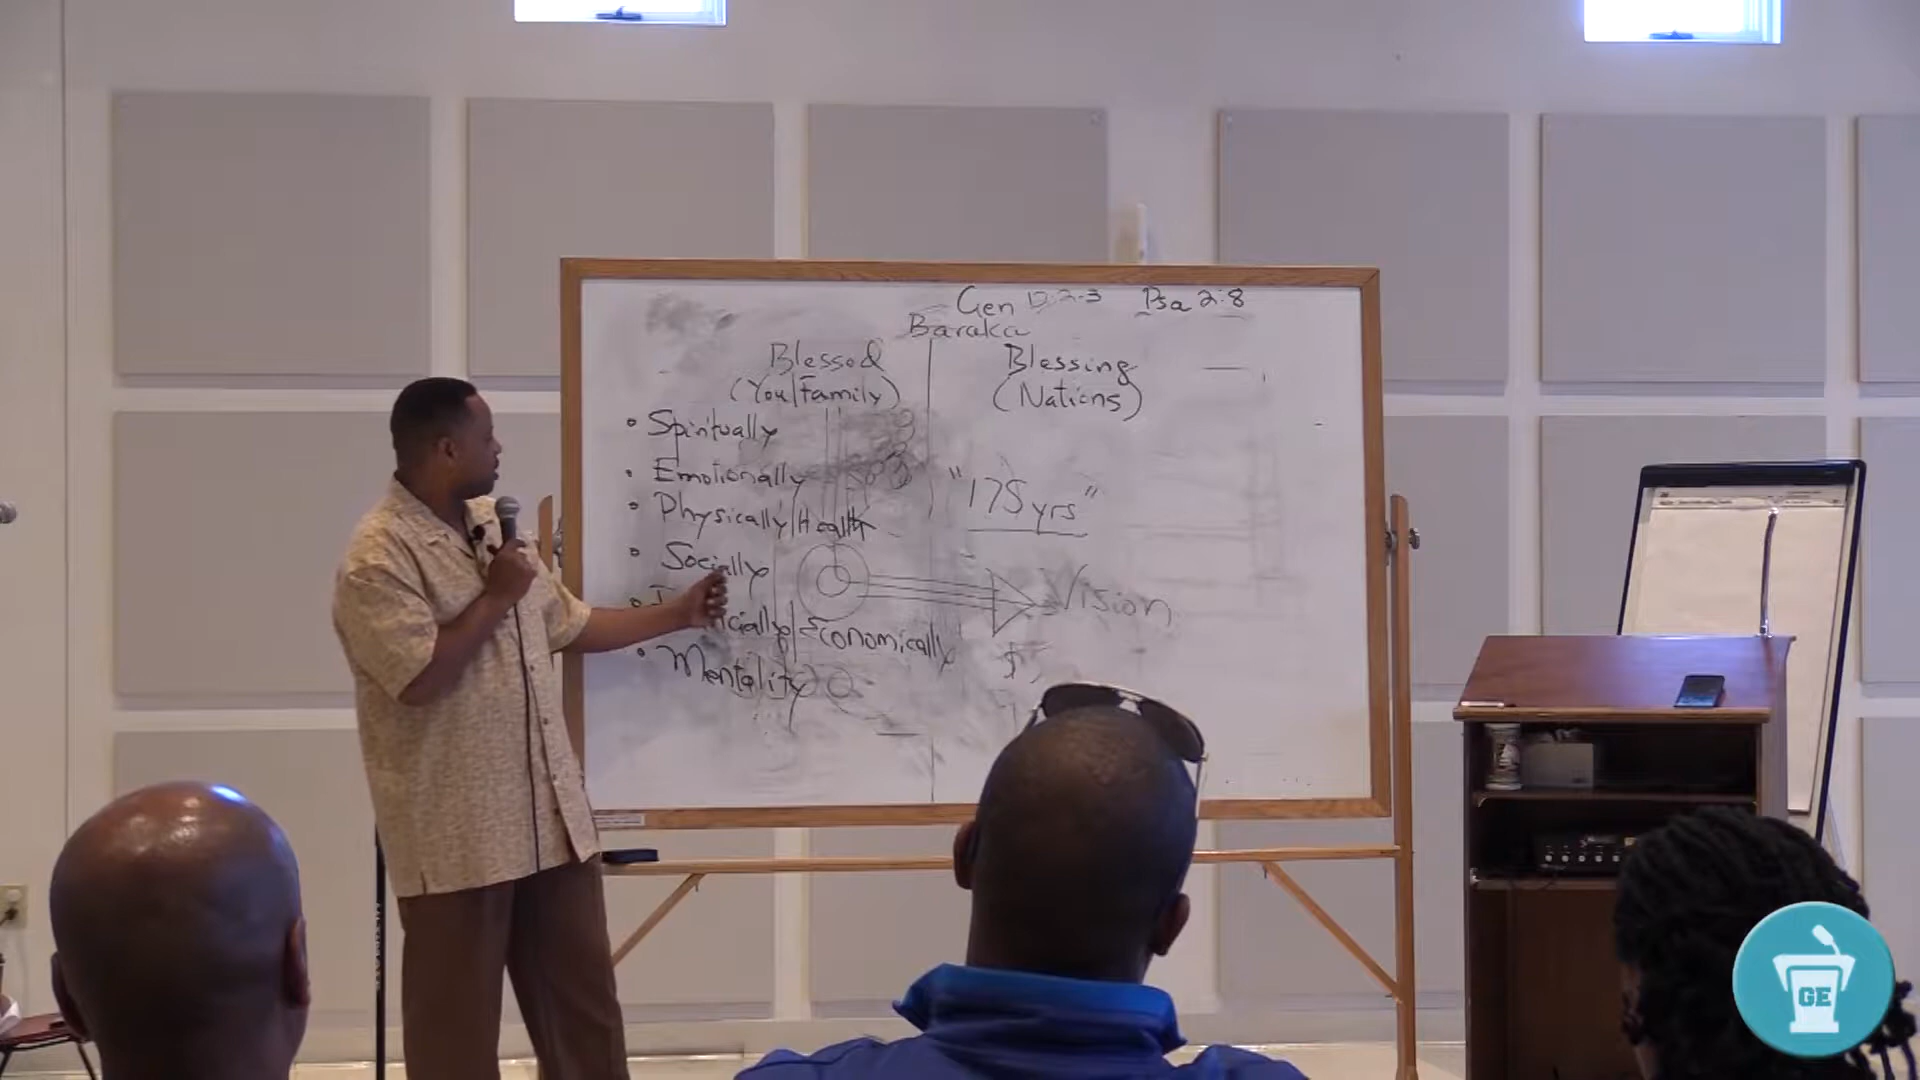 Gen 12:2-3 Psa 2:8
Baraka
Blessed
(You/Family)
Blessing
(Nations)
• Spiritually
• Emotionally
• Physically/Health
• Socially
cially/Economically
• Mentality
"175yrs"
Vision
GE